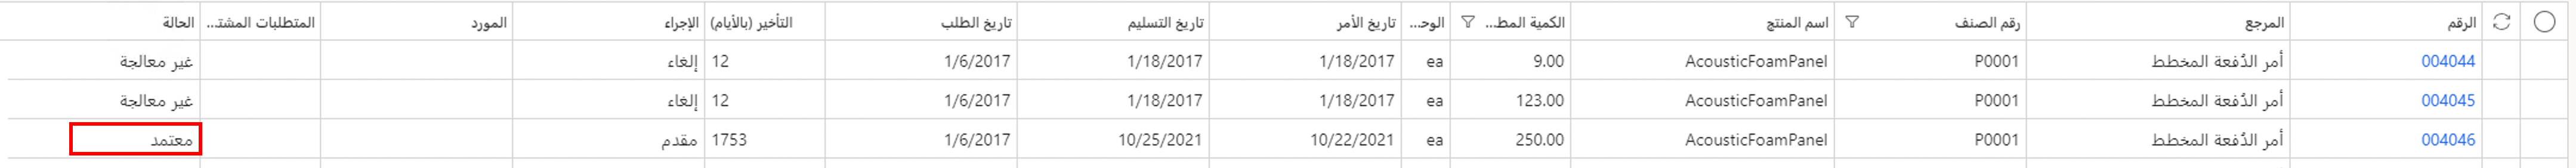 الرقم المرجع رقم الصنف اسم المنتج الكمية المط... الوح... تاريخ الأمر تاريخ التسليم تاريخ الطلب التأخير (بالأيام) الإجراء المورد المتطلبات المشتـ... الحالة
004044 أمر الدُفعة المخطط P0001 AcousticFoamPanel 9.00 ea 1/18/2017 1/18/2017 1/6/2017 12 إلغاء غير معالجة
004045 أمر الدُفعة المخطط P0001 AcousticFoamPanel 123.00 ea 1/18/2017 1/18/2017 1/6/2017 12 إلغاء غير معالجة
004046 أمر الدُفعة المخطط P0001 AcousticFoamPanel 250.00 ea 10/22/2021 10/25/2021 1/6/2017 1753 مقدم معتمد